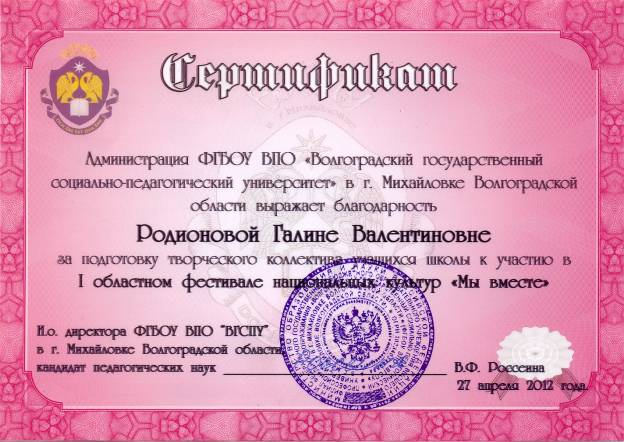 Сертификат
Администрация ФГБОУ ВПО «Волгоградский государственный
социально-педагогический университет» в г. Михайловке Волгоградской
области выражает благодарность
Родионовой Галине Валентиновне
за подготовку творческого коллектива учащихся школы к участию в
I областном фестивале национальных культур «Мы вместе»
И.о. директора ФГБОУ ВПО "ВГСПУ"
в г. Михайловке Волгоградской области
кандидат педагогических наук
В.Ф. Россеина
27 апреля 2012 года.